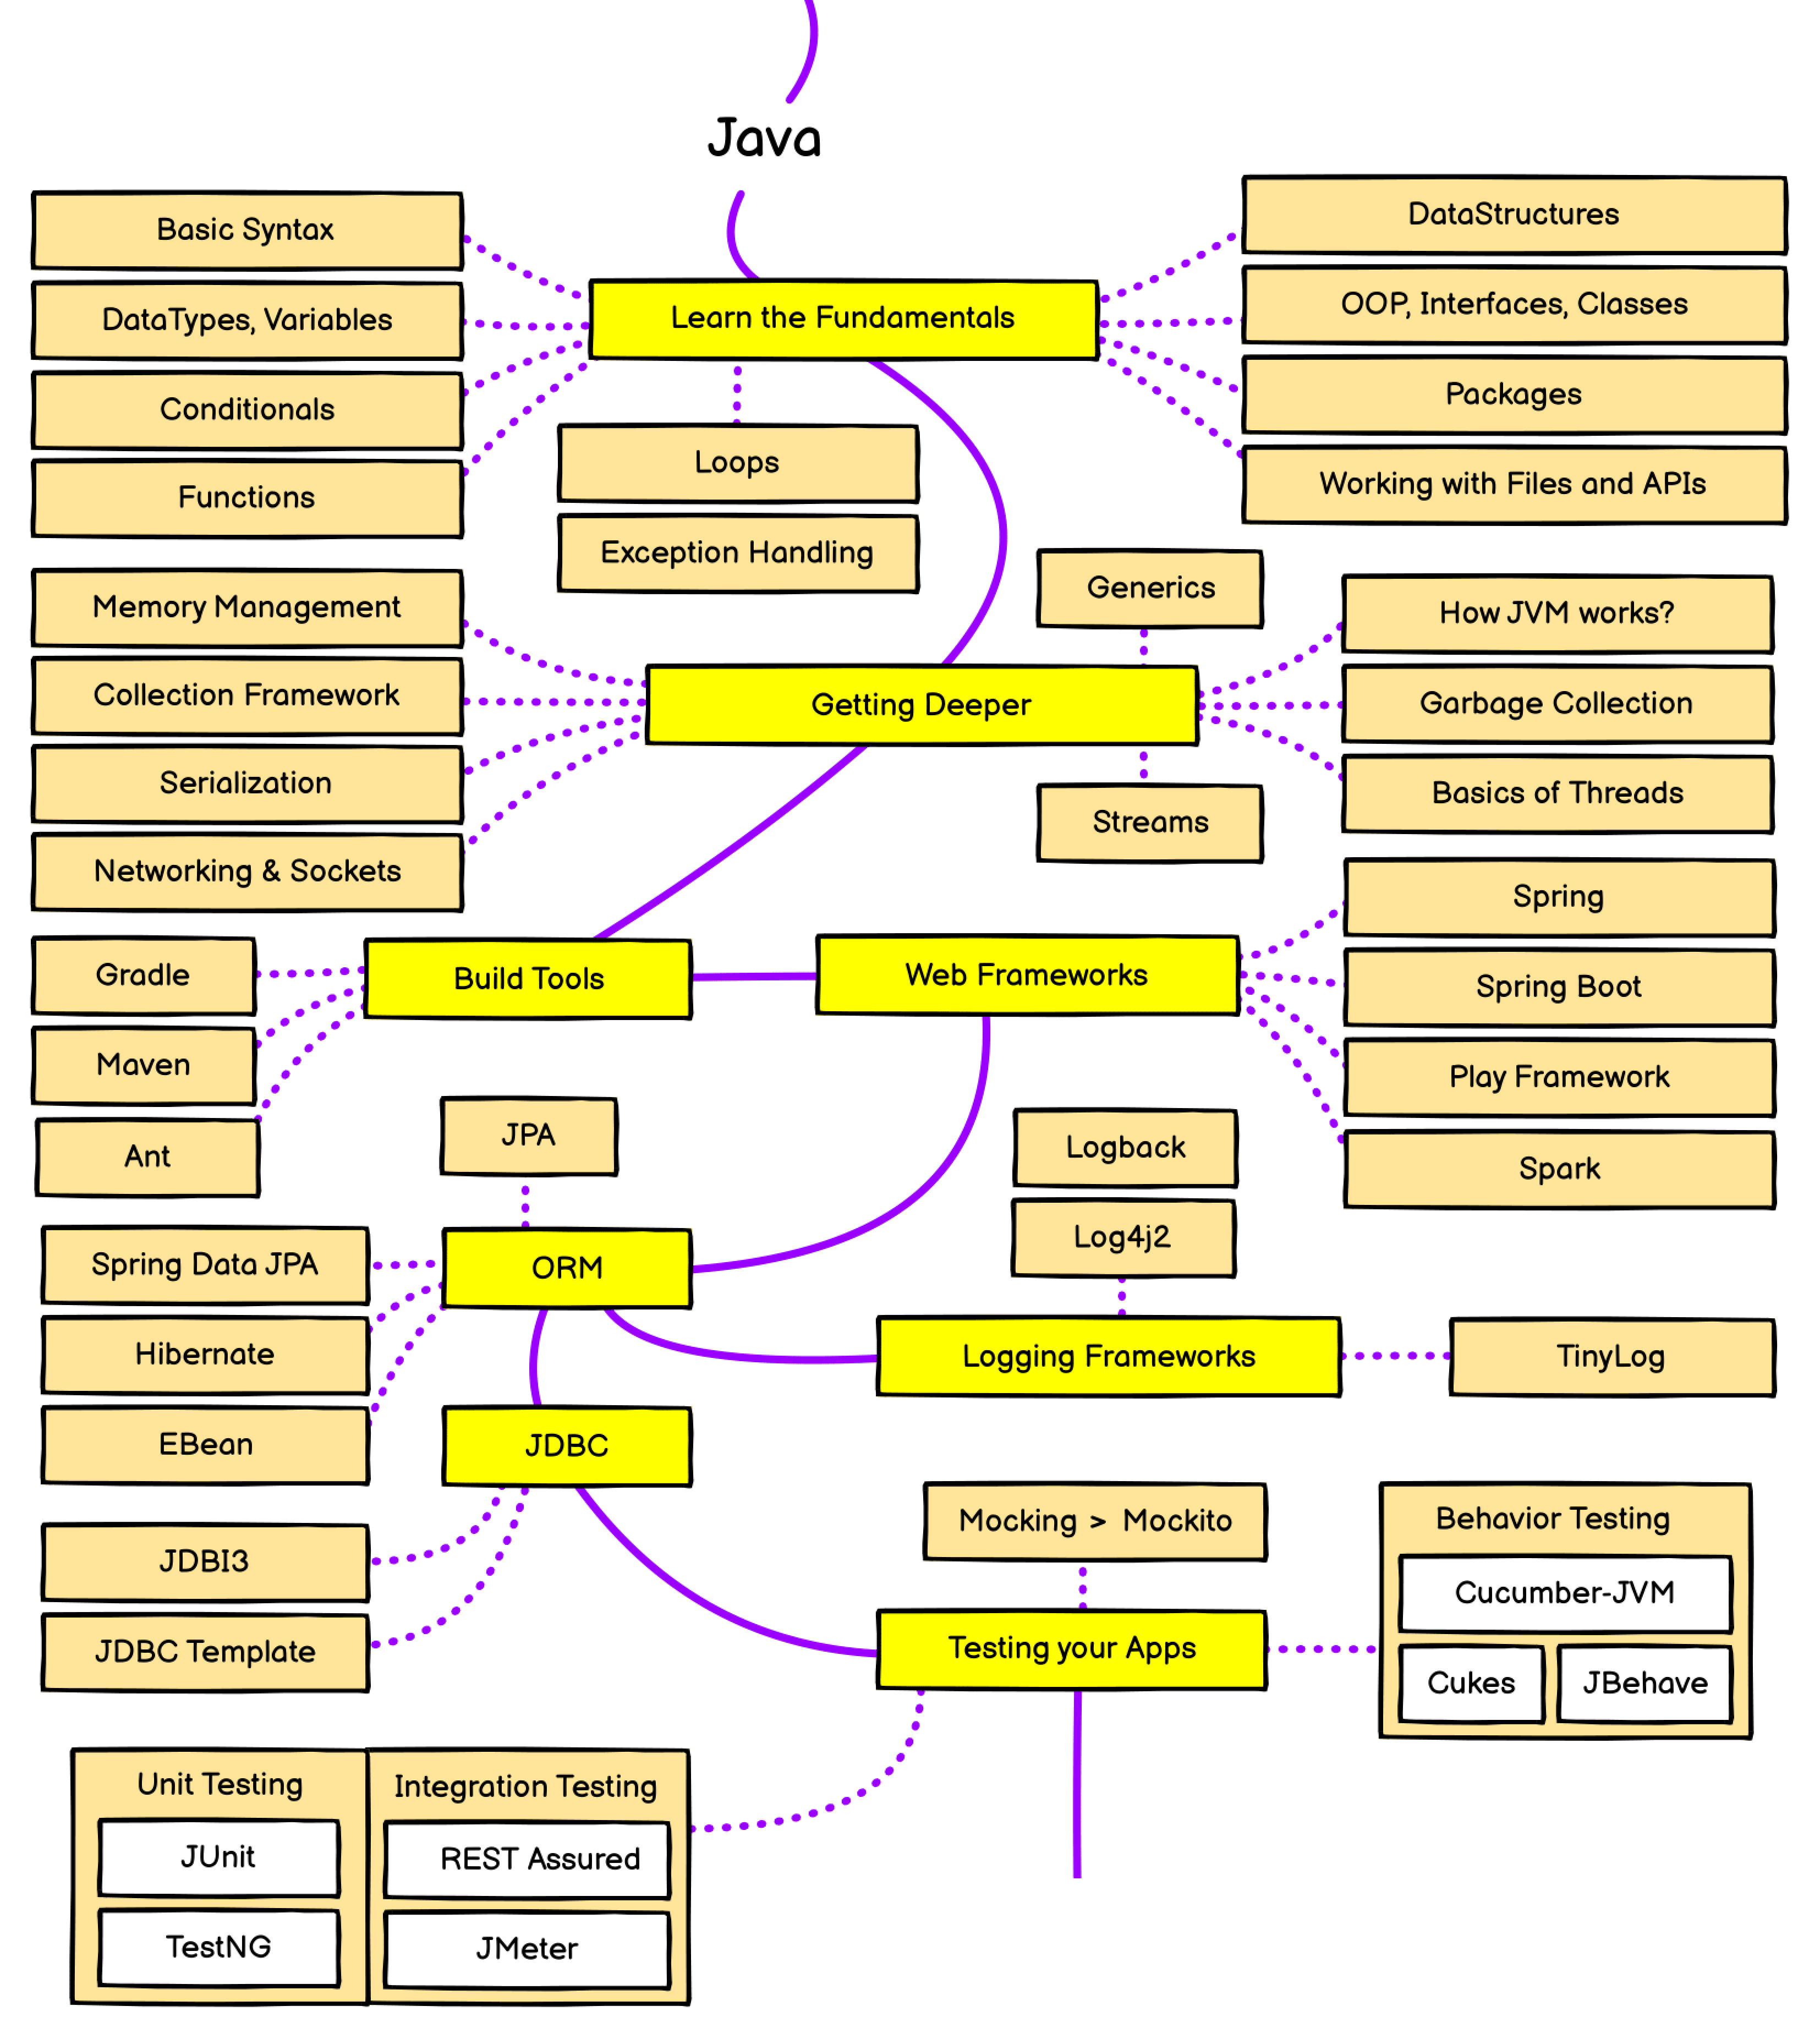 Java
Basic Syntax
DataTypes, Variables
Conditionals
Functions
Learn the Fundamentals
Loops
Exception Handling
DataStructures
OOP, Interfaces, Classes
Packages
Working with Files and APIs
Memory Management
Collection Framework
Serialization
Networking & Sockets
Getting Deeper
Generics
Streams
How JVM works?
Garbage Collection
Basics of Threads
Gradle
Maven
Ant
Build Tools
Web Frameworks
Spring
Spring Boot
Play Framework
Spark
JPA
Spring Data JPA
Hibernate
EBean
ORM
Logback
Log4j2
Logging Frameworks
TinyLog
JDBC
JDBI3
JDBC Template
Mocking > Mockito
Testing your Apps
Behavior Testing
Cucumber-JVM
Cukes
JBehave
Unit Testing
JUnit
TestNG
Integration Testing
REST Assured
JMeter